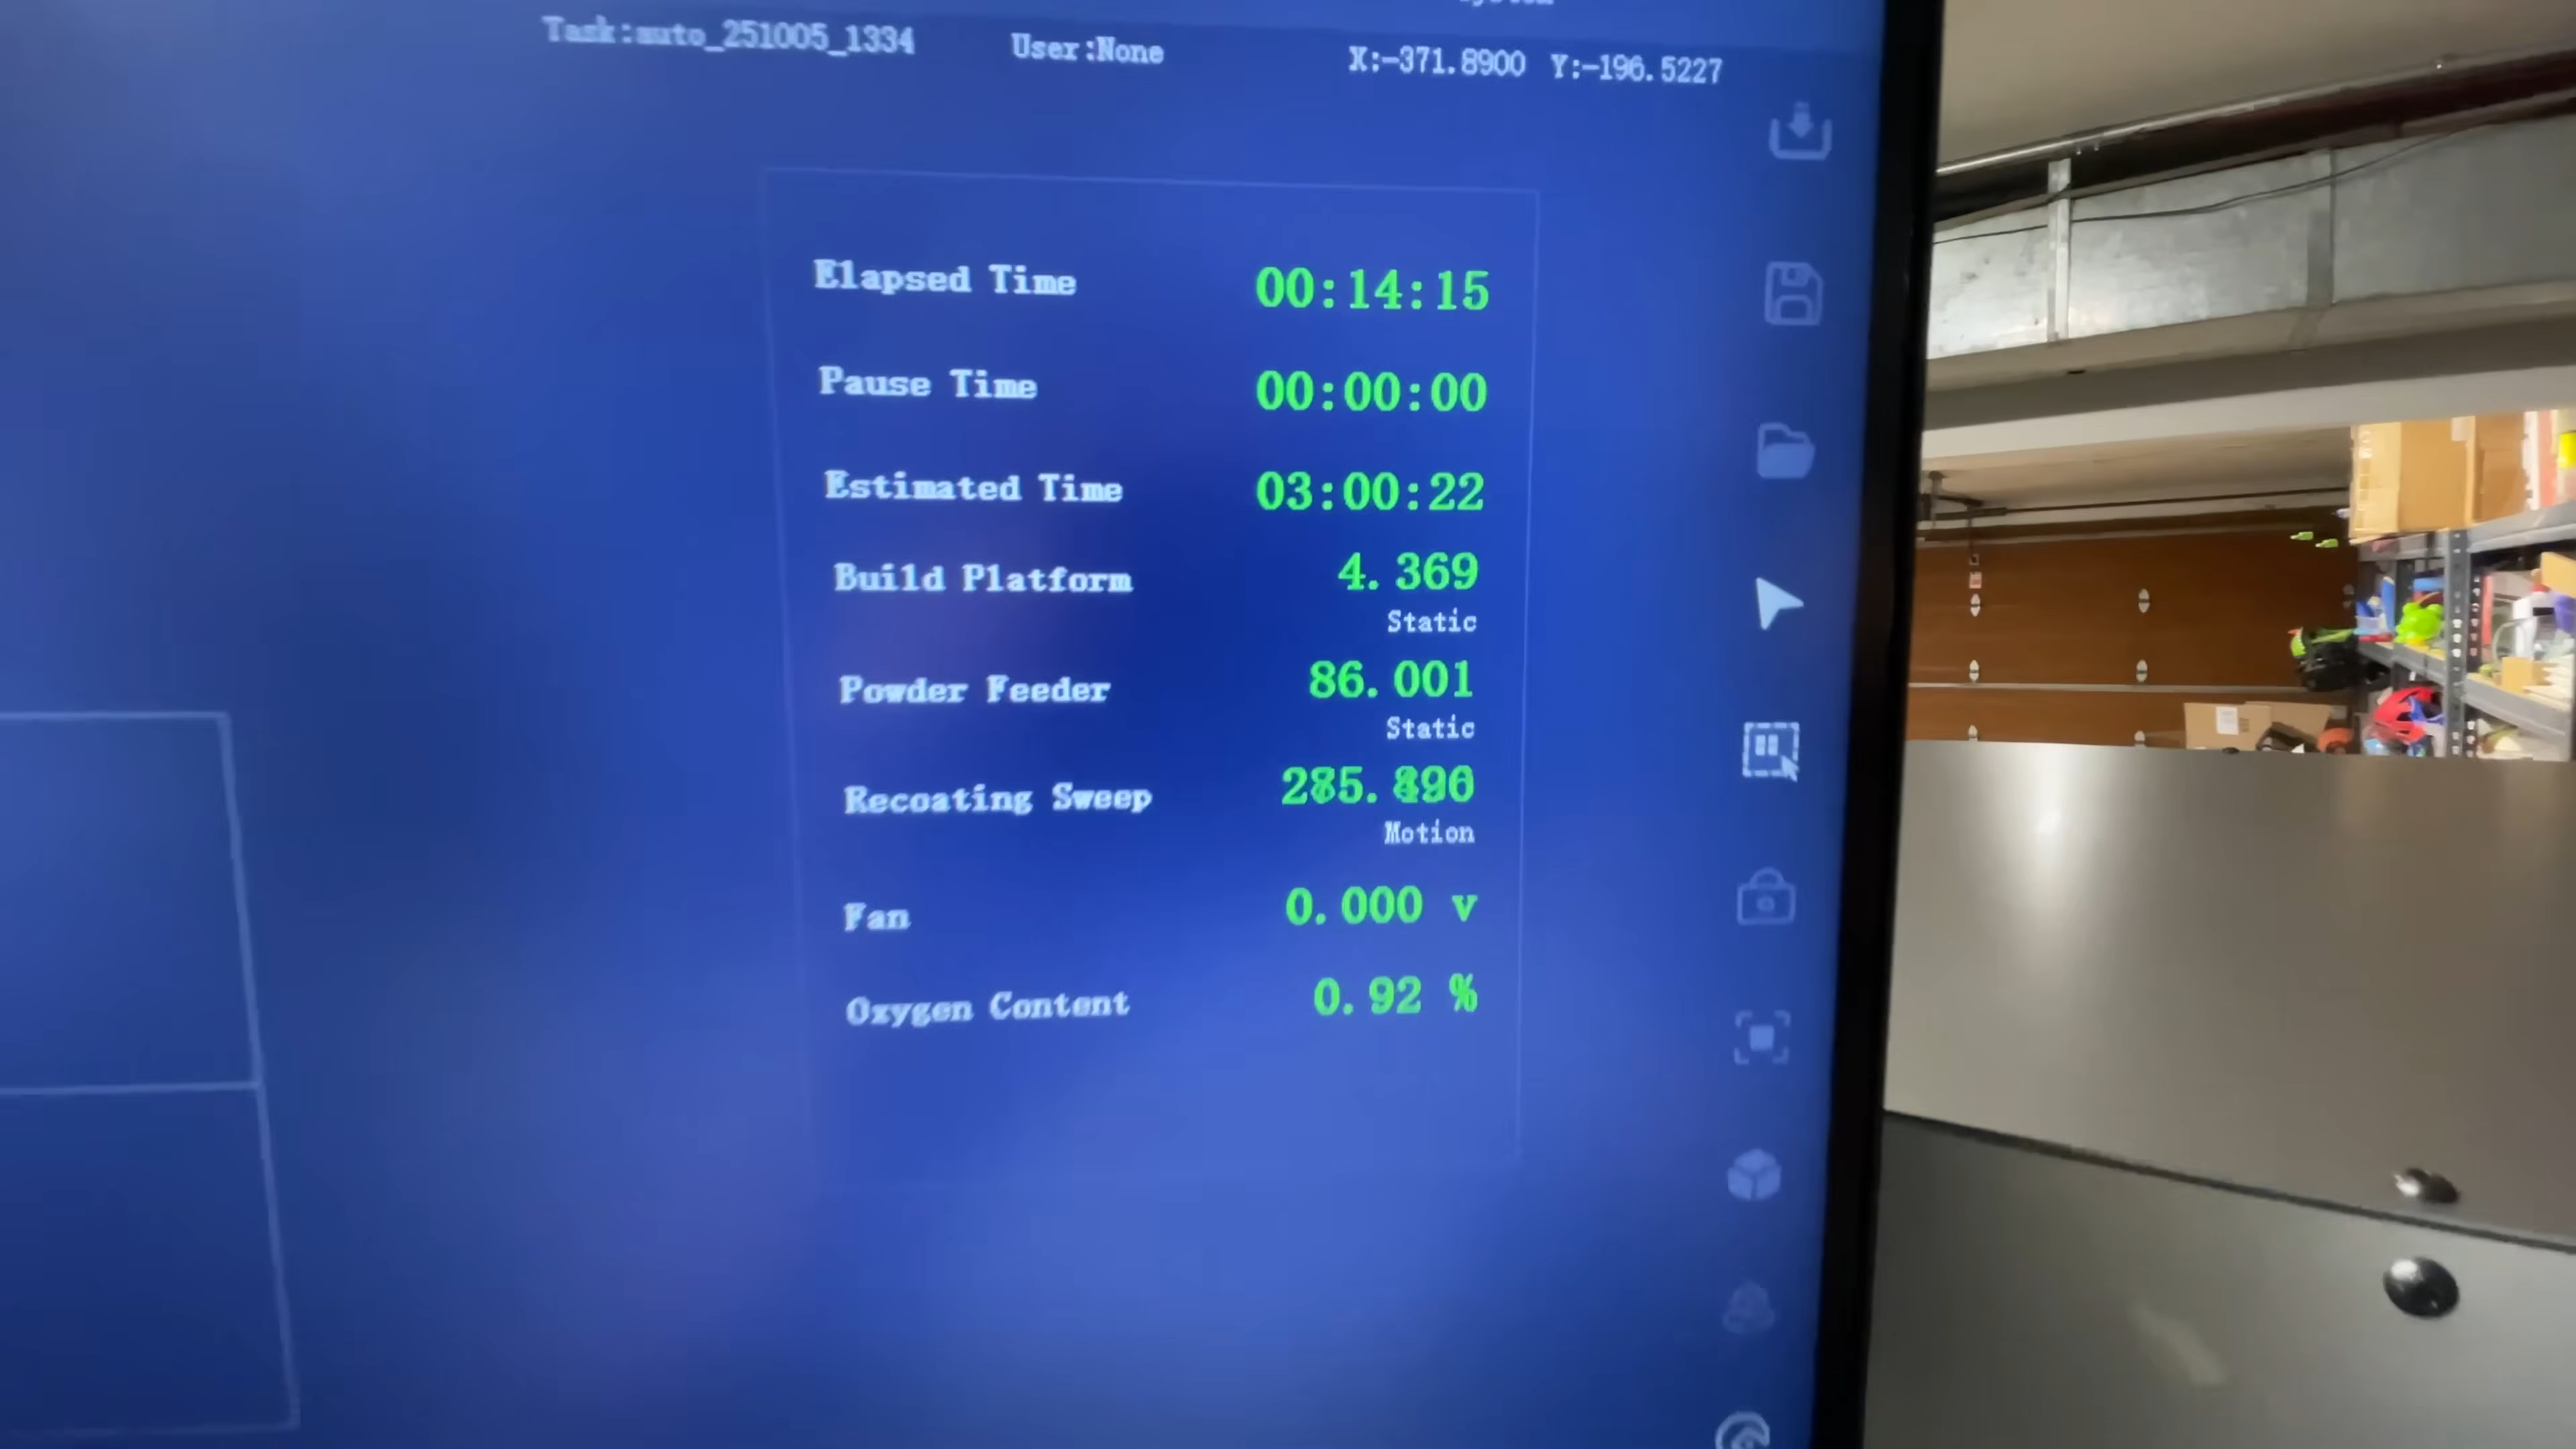 Task:auto_251005_1334 User:None X:-371.8900 Y:-196.5227
Elapsed Time 00:14:15
Pause Time 00:00:00
Estimated Time 03:00:22
Build Platform 4.369
Static
Powder Feeder 86.001
Static
Recoating Sweep
Motion
Fan 0.000 v
Oxygen Content 0.92 %